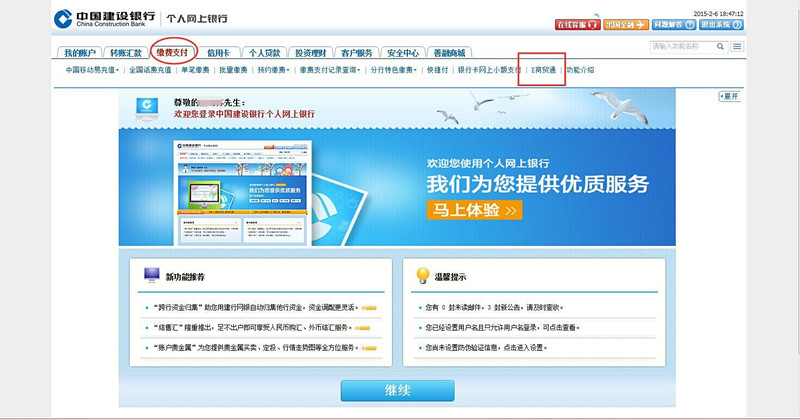 中国建设银行 China Construction Bank 个人网上银行
2015-2-6 18:47:12
在线客服 出国金融 问题解答 退出系统
我的账户 转账汇款 缴费支付 信用卡 个人贷款 投资理财 客户服务 安全中心 善融商城
请输入功能名称
中国移动易充值 全国话费充值 单笔缴费 批量缴费 预约缴费 缴费支付记录查询 分行特色缴费 快捷付 银行卡网上小额支付 E商贸通 功能介绍
展开
尊敬的 先生：
欢迎您登录中国建设银行个人网上银行
欢迎您使用个人网上银行
我们为您提供优质服务
马上体验 >>
我们为您提供优质服务
新功能推荐
“跨行资金归集”助您用建行网银自动归集他行资金，资金调配更灵活。
“结售汇”隆重推出，足不出户即可享受人民币购汇、外币结汇服务。
“账户贵金属”为您提供贵金属买卖、定投、行情走势图等全方位服务。
温馨提示
您有 0 封未读邮件，3 封新公告，请及时查收。
您已经设置用户名且只允许用户名登录，可点击查看。
您尚未设置防伪验证信息，点击进入设置。
继续